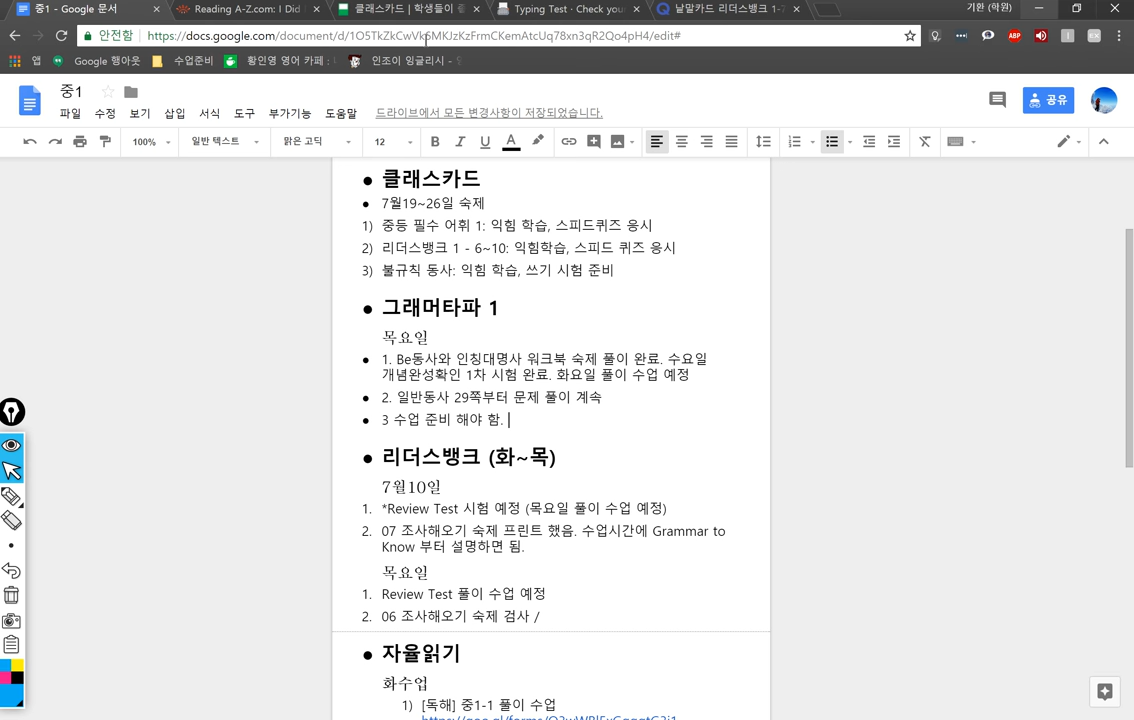 중1 - Google 문서
Reading A-Z.com: I Did
클래스카드 | 학생들이
Typing Test - Check you
낱말카드 리더스뱅크 1-
기환 (학원)
안전함
https://docs.google.com/document/d/1O5TkZkCwVk5MKJzKzFrmCKemAtcUq78xn3qR2Qo4pH4/edit#
앱
Google 행아웃
수업준비
황인영 영어 카페 :
인조이 잉글리시 -
중1
파일 수정 보기 삽입 서식 도구 부가기능 도움말
드라이브에서 모든 변경사항이 저장되었습니다.
공유
100%
일반 텍스트
맑은 고딕
12
● 클래스카드
● 7월19~26일 숙제
1) 중등 필수 어휘 1: 익힘 학습, 스피드퀴즈 응시
2) 리더스뱅크 1 - 6~10: 익힘학습, 스피드 퀴즈 응시
3) 불규칙 동사: 익힘 학습, 쓰기 시험 준비
● 그래머타파 1
목요일
● 1. Be동사와 인칭대명사 워크북 숙제 풀이 완료. 수요일
개념완성확인 1차 시험 완료. 화요일 풀이 수업 예정
● 2. 일반동사 29쪽부터 문제 풀이 계속
● 3 수업 준비 해야 함.
● 리더스뱅크 (화~목)
7월10일
1. *Review Test 시험 예정 (목요일 풀이 수업 예정)
2. 07 조사해오기 숙제 프린트 했음. 수업시간에 Grammar to
Know 부터 설명하면 됨.
목요일
1. Review Test 풀이 수업 예정
2. 06 조사해오기 숙제 검사 /
● 자율읽기
화수업
1) [독해] 중1-1 풀이 수업